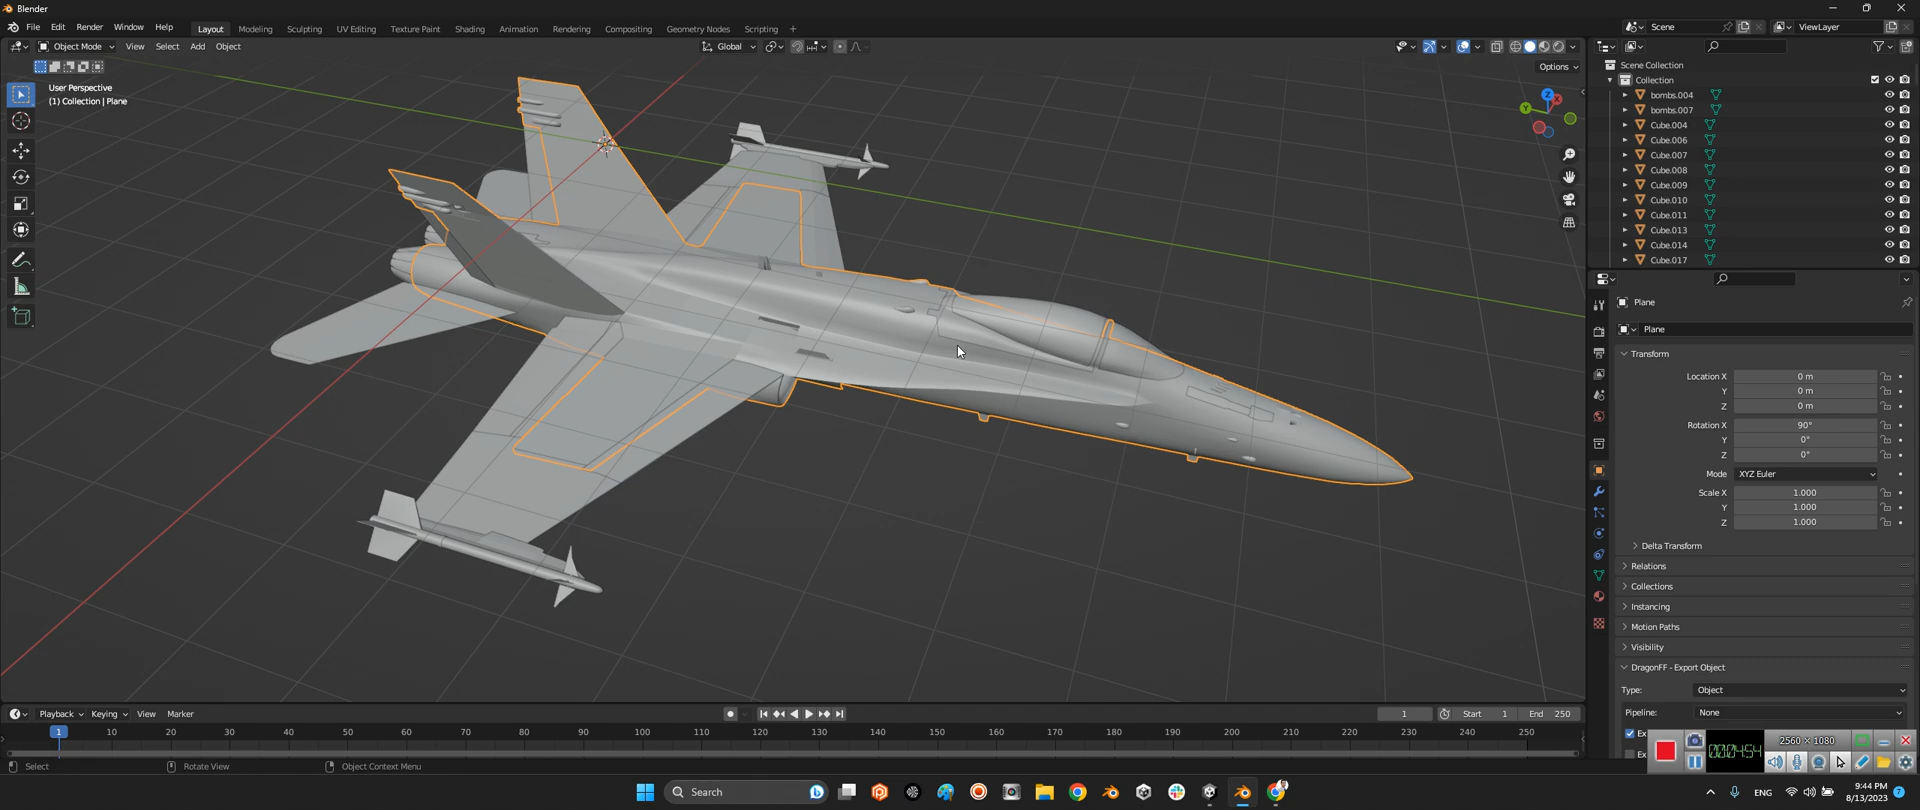 Blender
File Edit Render Window Help Layout Modeling Sculpting UV Editing Texture Paint Shading Animation Rendering Compositing Geometry Nodes Scripting + Scene ViewLayer
Object Mode View Select Add Object Global
Options
User Perspective
(1) Collection | Plane
Z
X
Y
Scene Collection
Collection
bombs.004
bombs.007
Cube.004
Cube.006
Cube.007
Cube.008
Cube.009
Cube.010
Cube.011
Cube.013
Cube.014
Cube.017
Plane
Plane
Transform
Location X 0 m
Y 0 m
Z 0 m
Rotation X 90°
Y 0°
Z 0°
Mode XYZ Euler
Scale X 1.000
Y 1.000
Z 1.000
Delta Transform
Relations
Collections
Instancing
Motion Paths
Visibility
DragonFF - Export Object
Type: Object
Pipeline: None
Ex
Ex
Playback Keying View Marker 1 Start 1 End 250
1 10 20 30 40 50 60 70 80 90 100 110 120 130 140 150 160 170 180 190 200 210 220 230 240 250
Select Rotate View Object Context Menu
00:04:54 2560 × 1080
Search
ENG 9:44 PM
8/13/2023